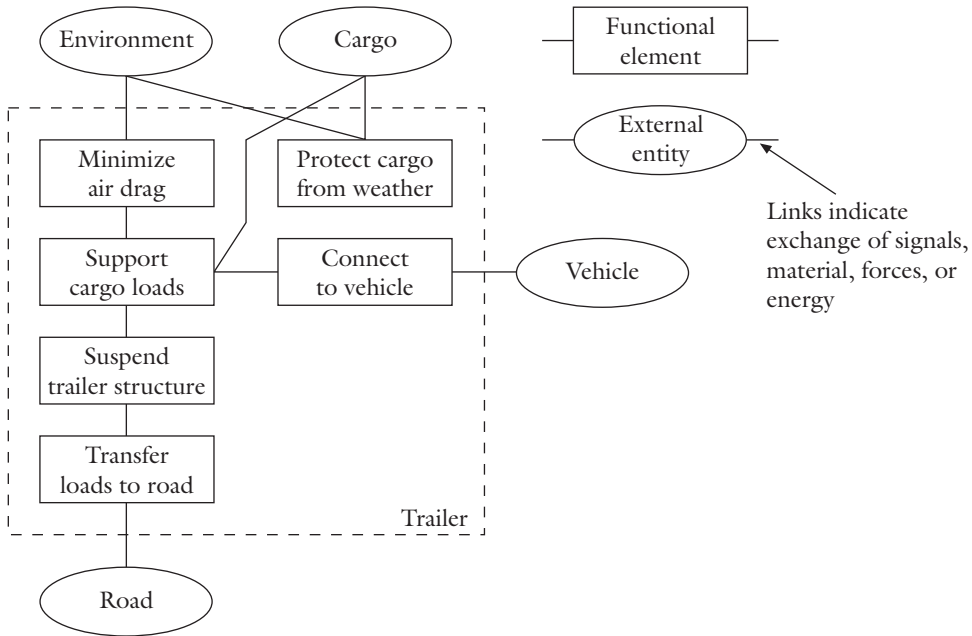 Environment
Cargo
Functional
element
Minimize
air drag
Protect cargo
from weather
External
entity
Links indicate
exchange of signals,
material, forces, or
energy
Support
cargo loads
Connect
to vehicle
Vehicle
Suspend
trailer structure
Transfer
loads to road
Trailer
Road